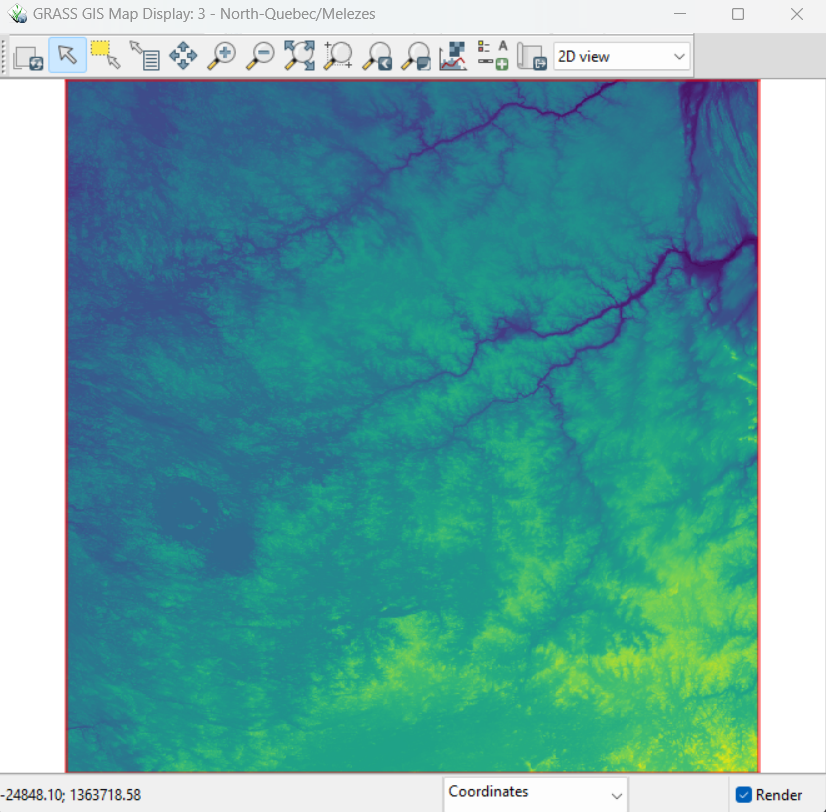 GRASS GIS Map Display: 3 - North-Quebec/Melezes
2D view
-24848.10; 1363718.58
Coordinates
Render